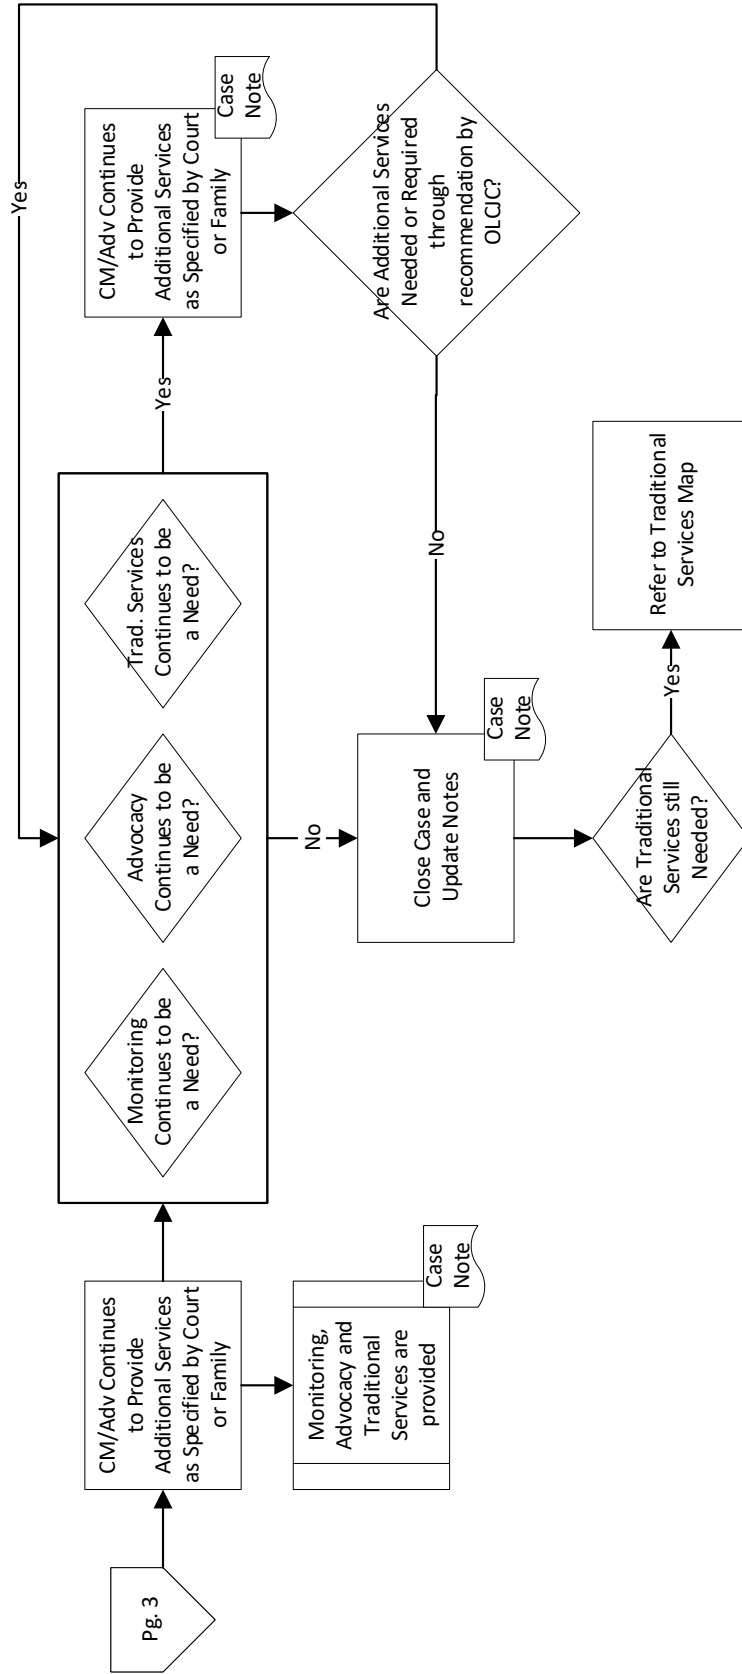 Pg. 3
CM/Adv Continues
to Provide
Additional Services
as Specified by Court
or Family
Monitoring,
Advocacy and
Traditional
Services are
provided
Case
Note
Monitoring
Continues to be
a Need?
Advocacy
Continues to be
a Need?
Trad. Services
Continues to be
a Need?
Yes
No
Yes
CM/Adv Continues
to Provide
Additional Services
as Specified by Court
or Family
Case
Note
Are Additional Services
Needed or Required
through
recommendation by
OLCJC?
No
Close Case and
Update Notes
Case
Note
Are Traditional
Services still
Needed?
Yes
Refer to Traditional
Services Map